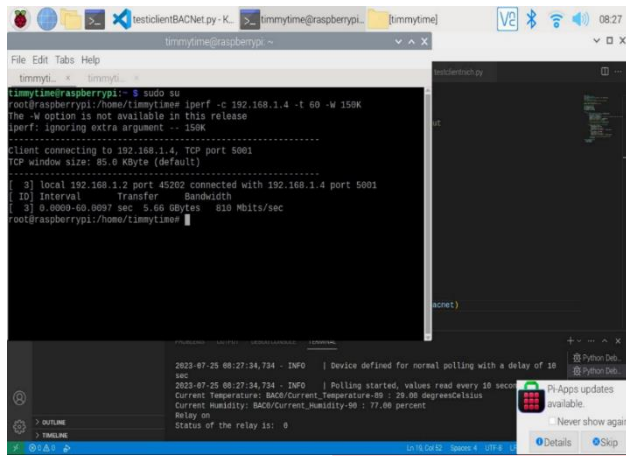 testiclientBACNet.py - K...
timmytime@raspberrypi...
[timmytime]
08:27
timmytime@raspberrypi: ~
File Edit Tabs Help
timmyti... ×
timmyti... ×
timmytime@raspberrypi:~ $ sudo su
root@raspberrypi:/home/timmytime# iperf -c 192.168.1.4 -t 60 -W 150K
The -W option is not available in this release
iperf: ignoring extra argument -- 150K
------------------------------------------------------------
Client connecting to 192.168.1.4, TCP port 5001
TCP window size: 85.0 KByte (default)
------------------------------------------------------------
[  3] local 192.168.1.2 port 45202 connected with 192.168.1.4 port 5001
[ ID] Interval       Transfer     Bandwidth
[  3] 0.0000-60.0097 sec  5.66 GBytes   810 Mbits/sec
root@raspberrypi:/home/timmytime#
ut
acnet)
TERMINAL
2023-07-25 08:27:34,734 - INFO    | Device defined for normal polling with a delay of 10
sec
2023-07-25 08:27:34,734 - INFO    | Polling started, values read every 10 secon
Current Temperature: BAC0/Current_Temperature-89 : 29.00 degreesCelsius
Current Humidity: BAC0/Current_Humidity-90 : 77.00 percent
Relay on
Status of the relay is:  0
Python Deb...
Python Deb...
Pi-Apps updates
available.
Never show agai
Details
Skip
> OUTLINE
> TIMELINE
Ln 19, Col 52
Spaces: 4
UTF-8